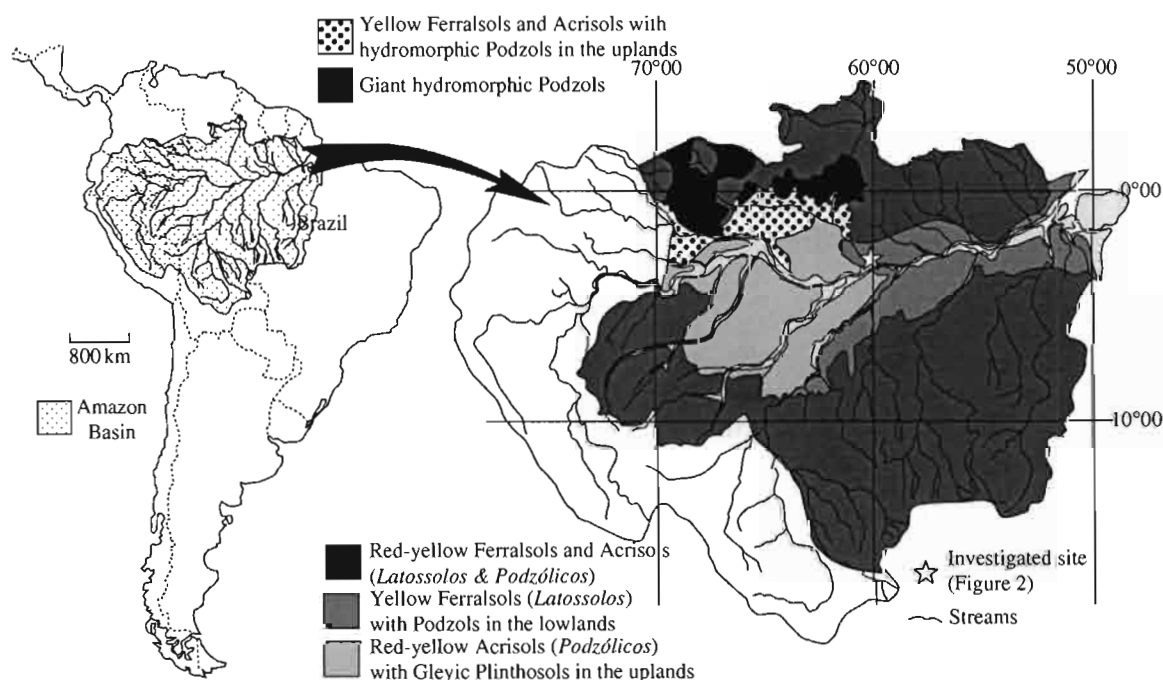 Yellow Ferralsols and Acrisols with
hydromorphic Podzols in the uplands
Giant hydromorphic Podzols
70°00
60°00
50°00
0°00
Brazil
800 km
Amazon
Basin
10°00
Red-yellow Ferralsols and Acrisols
(Latossolos & Podzólicos)
Yellow Ferralsols (Latossolos)
with Podzols in the lowlands
Red-yellow Acrisols (Podzólicos)
with Gleyic Plinthosols in the uplands
Investigated site
(Figure 2)
Streams